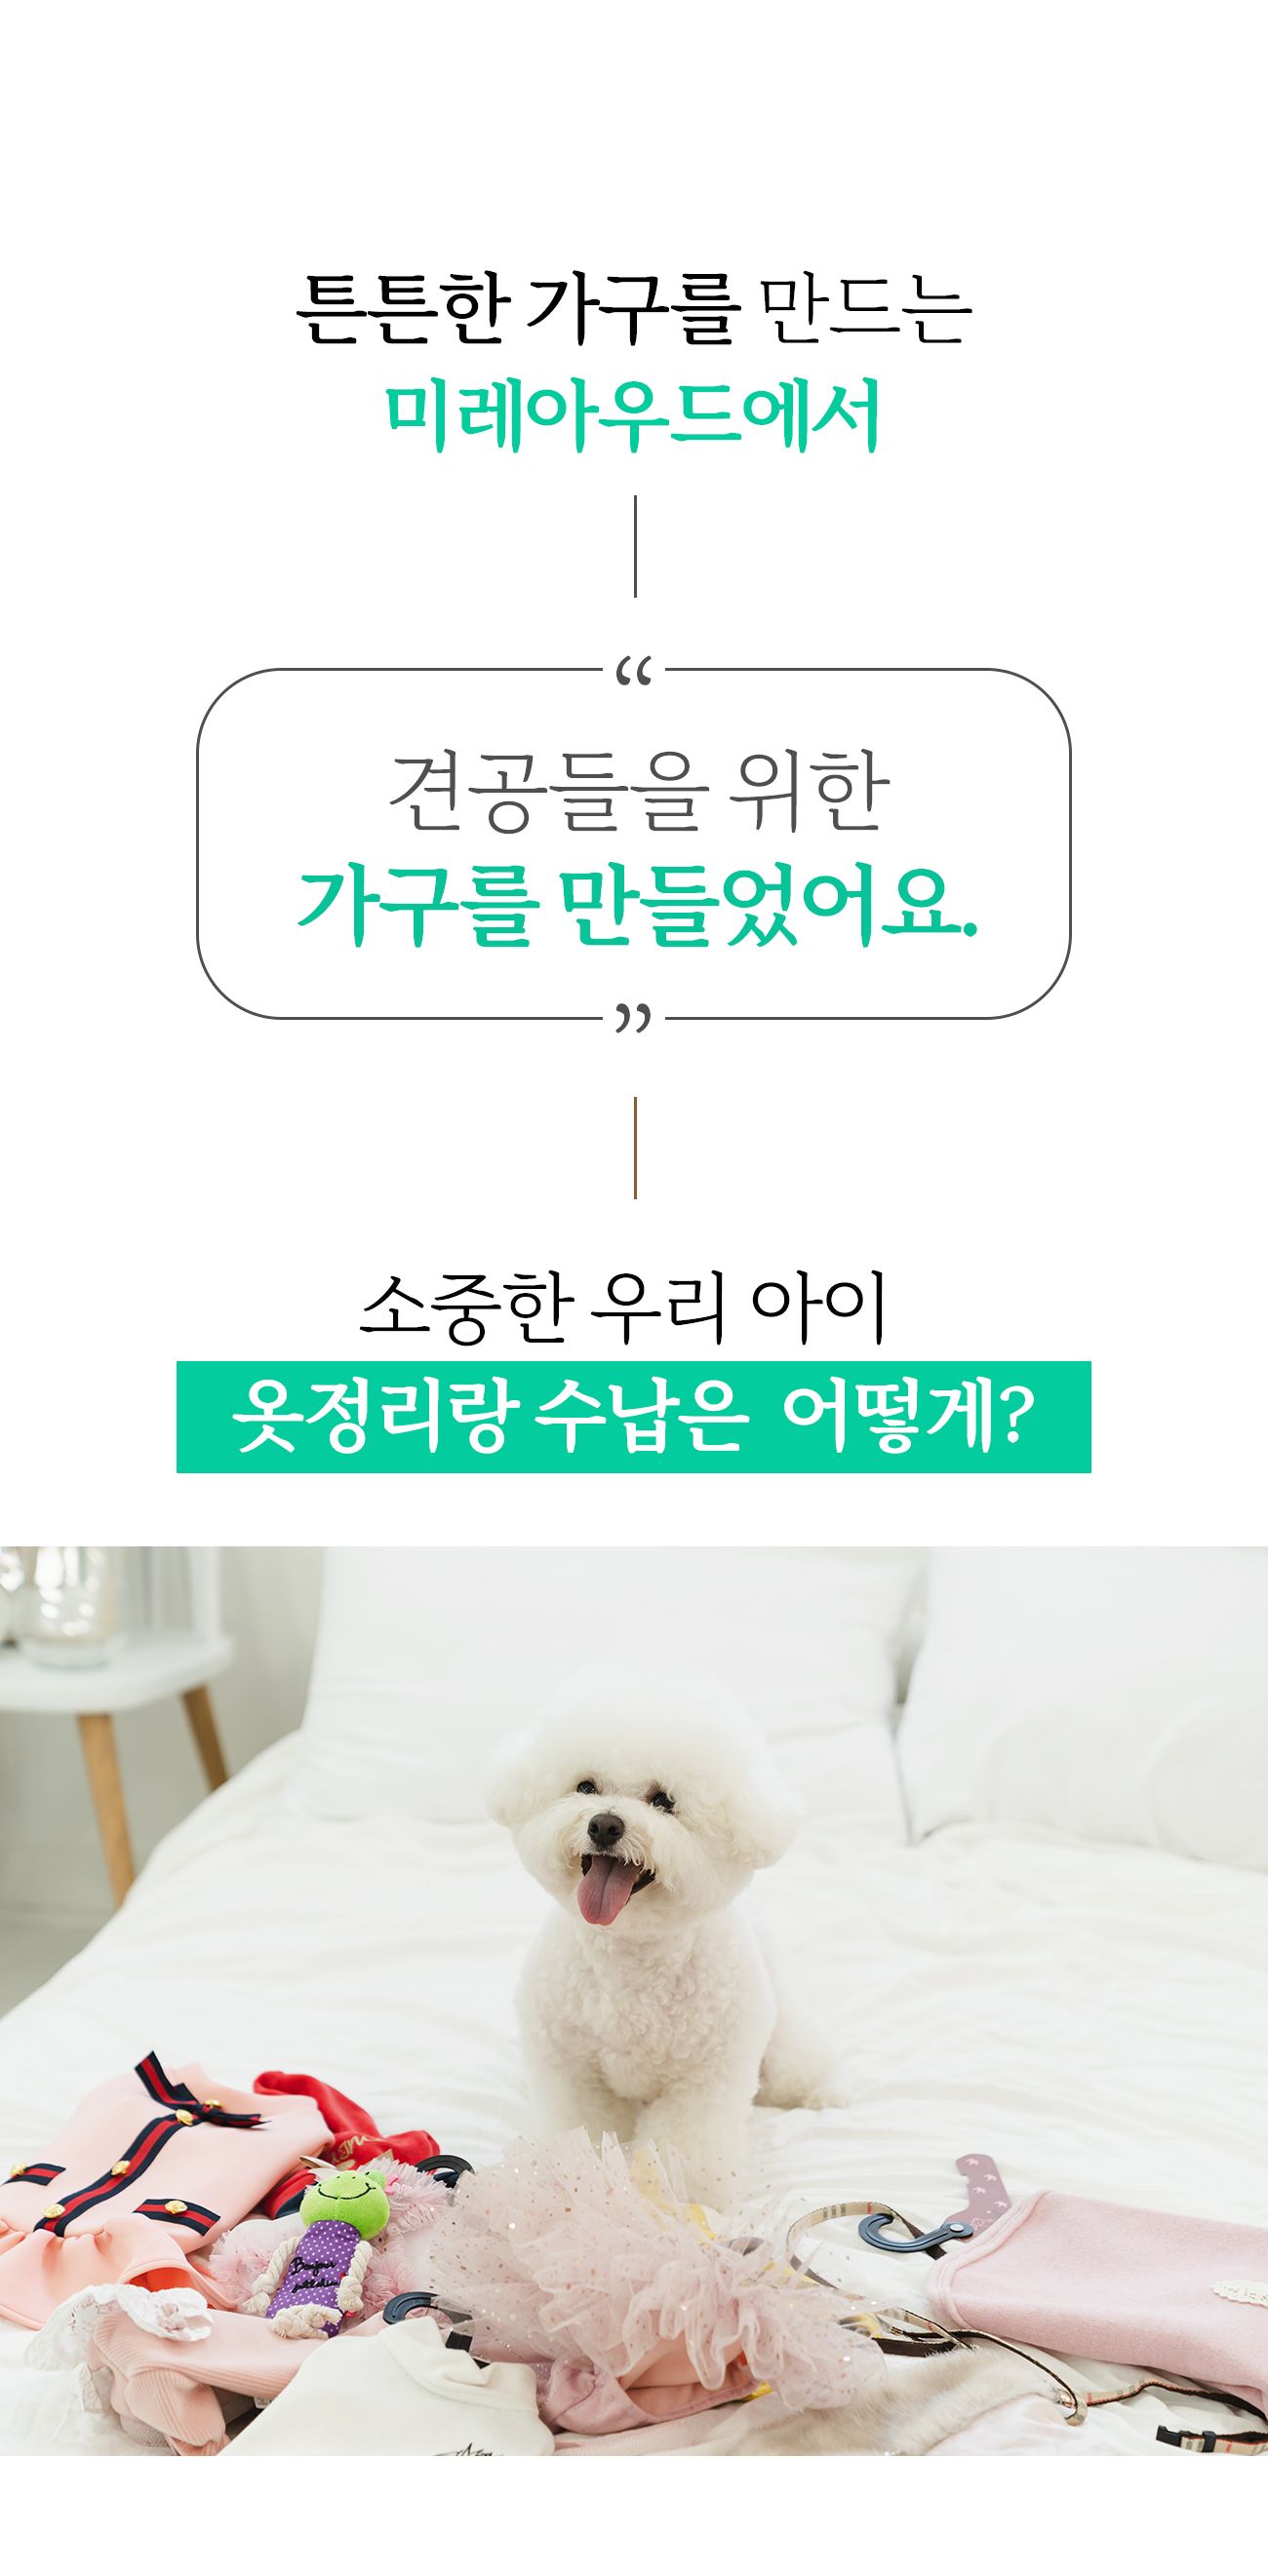 튼튼한 가구를 만드는
미레아우드에서
“
견공들을 위한
가구를 만들었어요.
”
소중한 우리 아이
옷정리랑 수납은 어떻게?
Bonjour